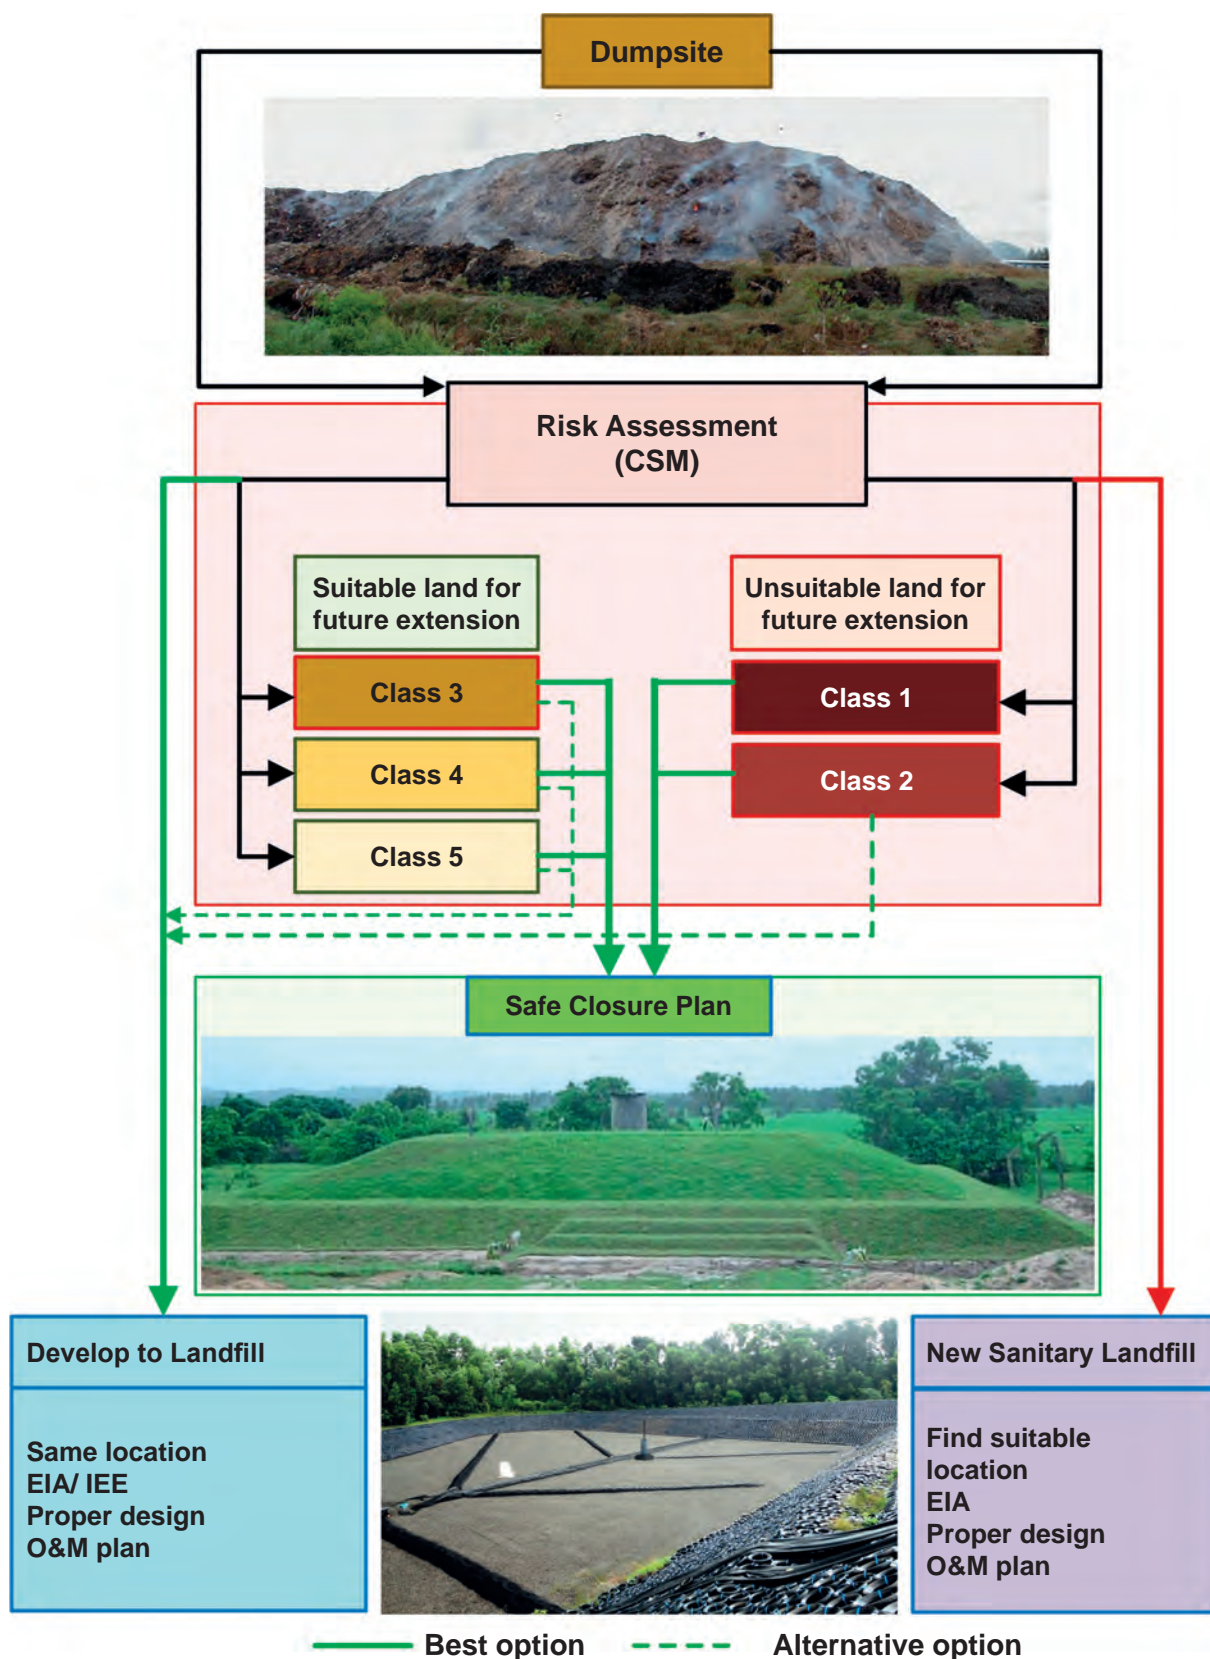 Dumpsite
Risk Assessment
(CSM)
Suitable land for
future extension
Class 3
Class 4
Class 5
Unsuitable land for
future extension
Class 1
Class 2
Safe Closure Plan
Develop to Landfill
Same location
EIA/ IEE
Proper design
O&M plan
New Sanitary Landfill
Find suitable
location
EIA
Proper design
O&M plan
Best option
Alternative option